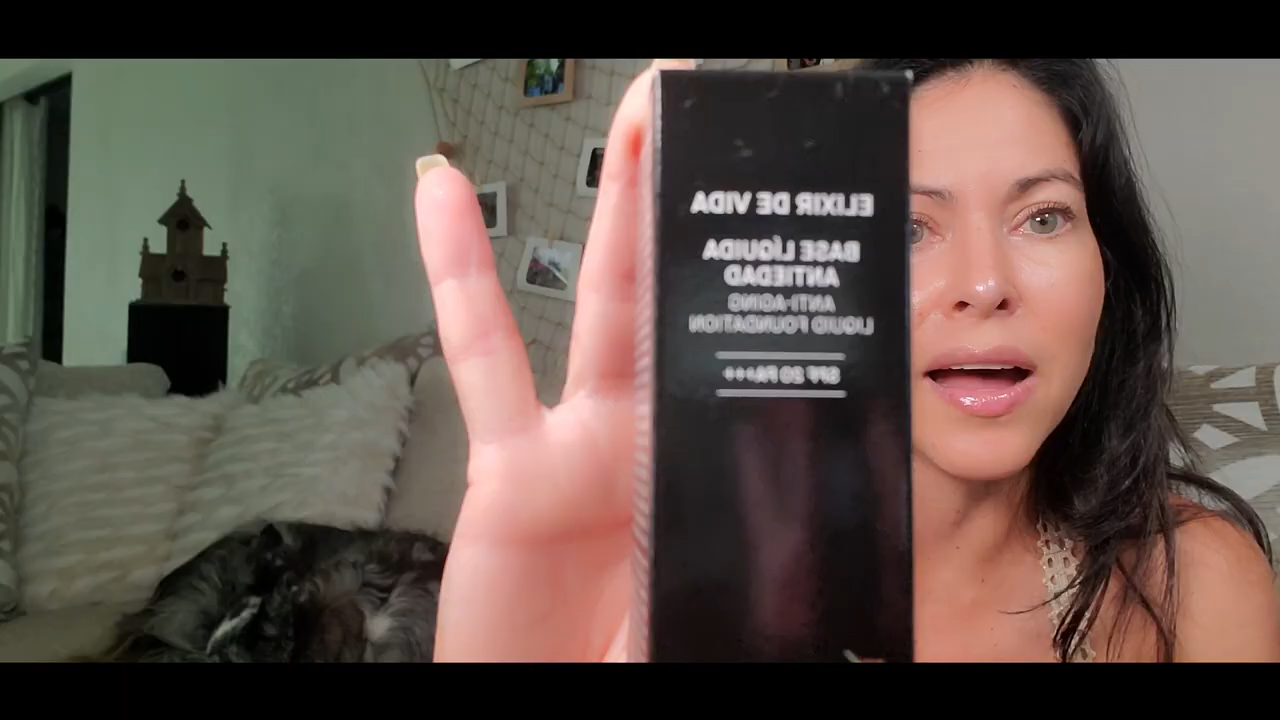 ELIXIR DE VIDA
BASE LÍQUIDA
ANTIEDAD
ANTI-AGING
LIQUID FOUNDATION
SPF 20 PA+++